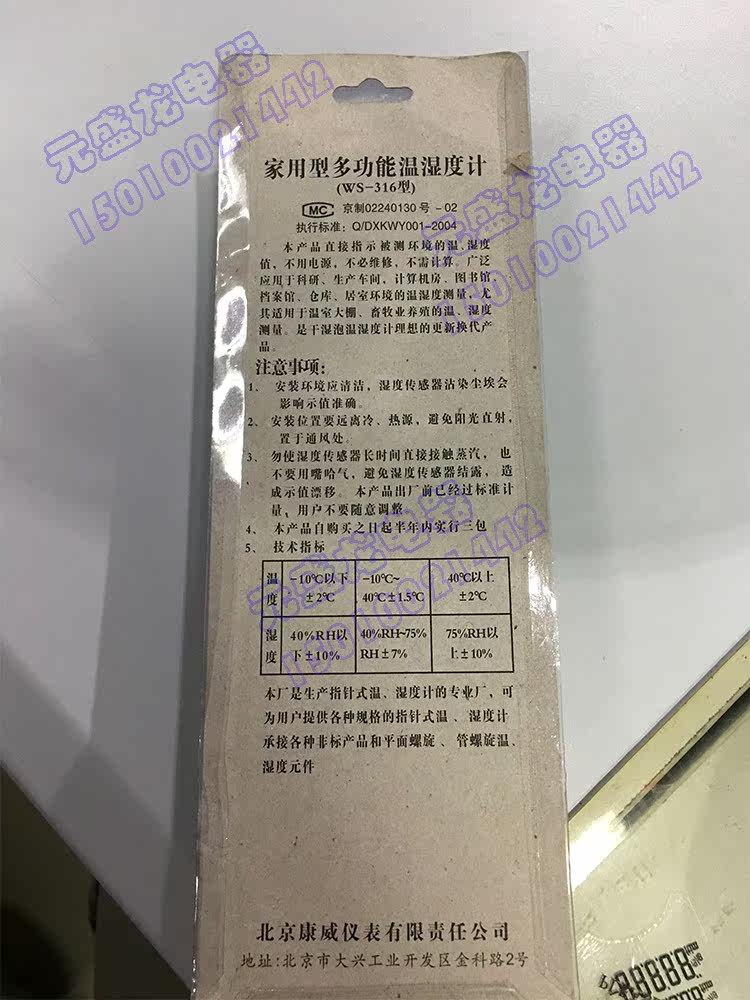 元盛龙电器
15010021442
元盛龙电器
15010021442
家用型多功能温湿度计
(WS-316型)
MC 京制02240130号-02
执行标准: Q/DXKWY001-2004
本产品直接指示被测环境的温、湿度
值，不用电源，不必维修，不需计算。广泛
应用于科研、生产车间，计算机房、图书馆
档案馆、仓库、居室环境的温湿度测量，尤
其适用于温室大棚、畜牧业养殖的温、湿度
测量。是干湿泡温湿度计理想的更新换代产
品。
注意事项:
1、 安装环境应清洁，湿度传感器沾染尘埃会
影响示值准确。
2、 安装位置要远离冷、热源，避免阳光直射，
置于通风处。
3、 勿使湿度传感器长时间直接接触蒸汽，也
不要用嘴哈气，避免湿度传感器结露，造
成示值漂移。本产品出厂前已经过标准计
量，用户不要随意调整
4、 本产品自购买之日起半年内实行三包
5、 技术指标
温度 -10℃以下±2℃ -10℃~40℃±1.5℃ 40℃以上±2℃
湿度 40%RH以下±10% 40%RH~75%RH±7% 75%RH以上±10%
元盛龙电器
15010021442
本厂是生产指针式温、湿度计的专业厂，可
为用户提供各种规格的指针式温、湿度计
承接各种非标产品和平面螺旋、管螺旋温、
湿度元件
北京康威仪表有限责任公司
地址:北京市大兴工业开发区金科路2号